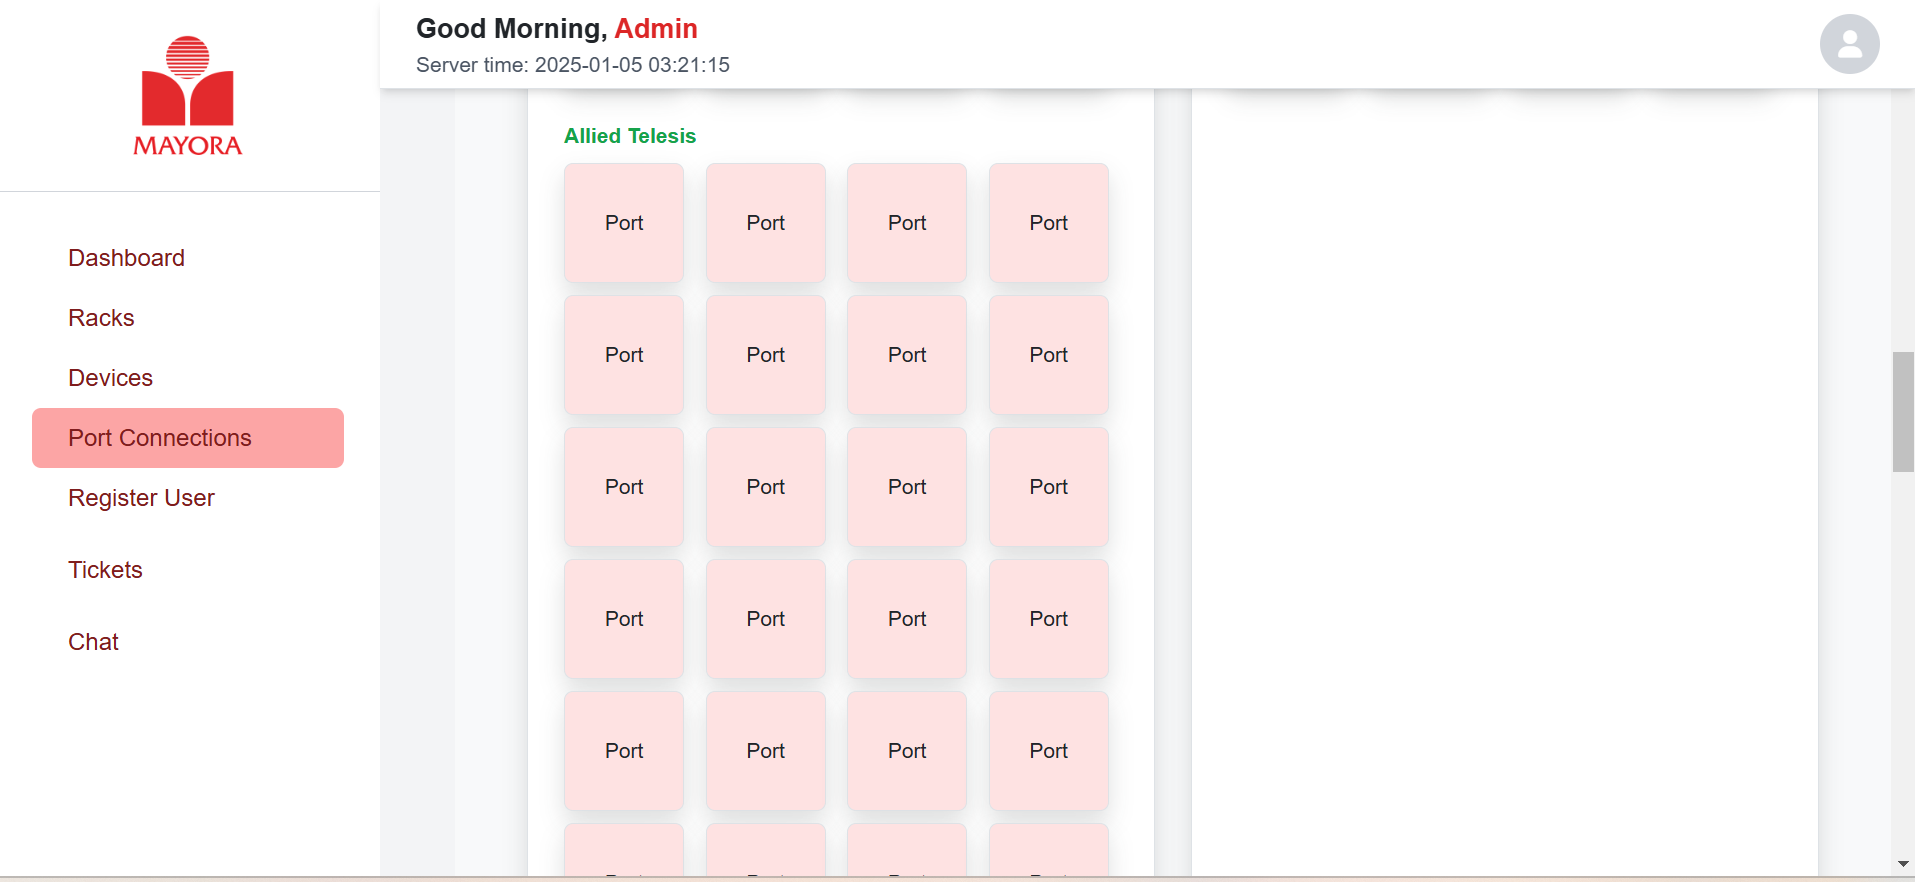 MAYORA
Dashboard
Racks
Devices
Port Connections
Register User
Tickets
Chat
Good Morning, Admin
Server time: 2025-01-05 03:21:15
Allied Telesis
Port Port Port Port
Port Port Port Port
Port Port Port Port
Port Port Port Port
Port Port Port Port